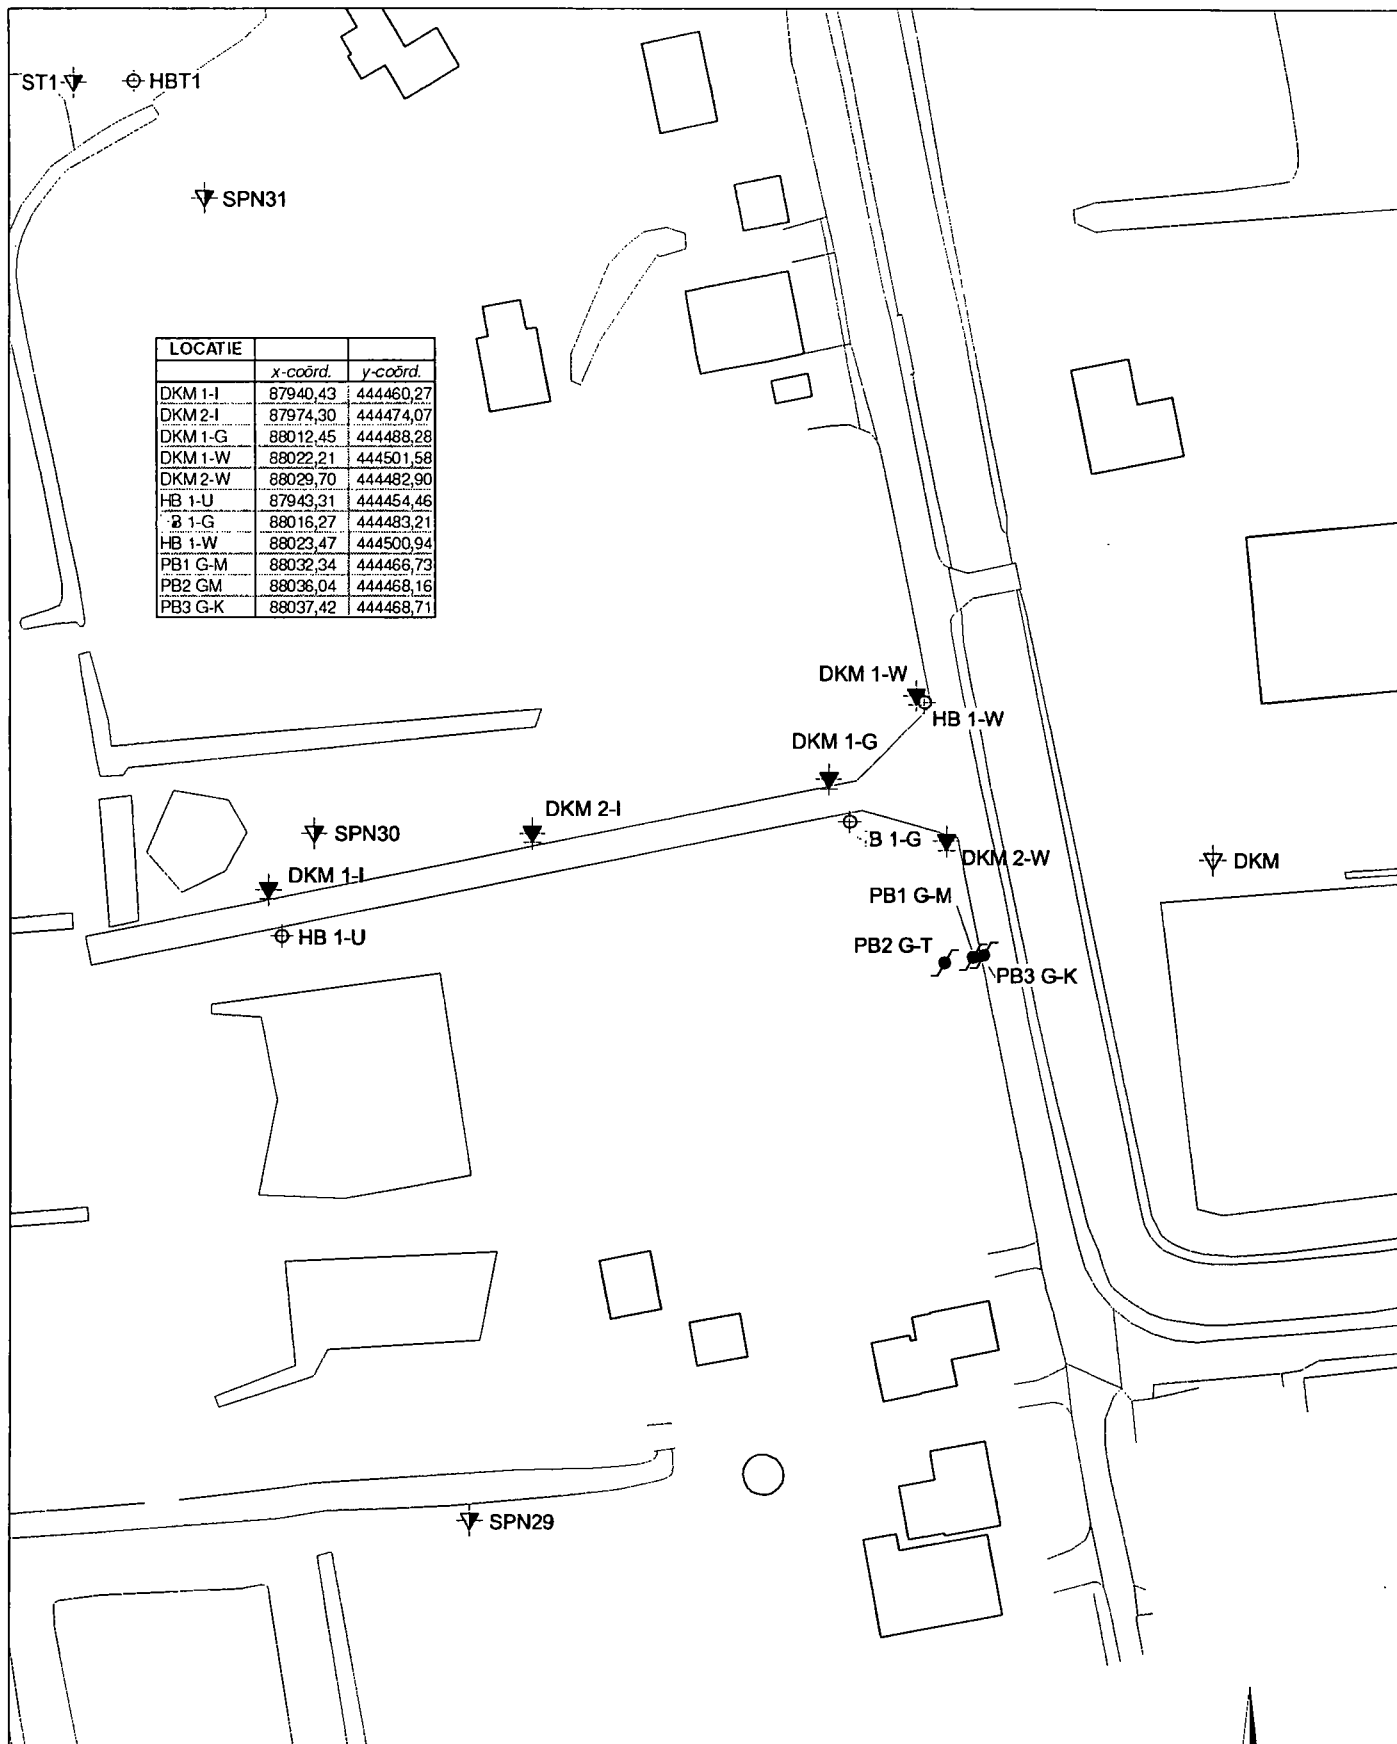 ST1
HBT1
SPN31
LOCATIE
x-coörd. y-coörd.
DKM 1-I 87940,43 444460,27
DKM 2-I 87974,30 444474,07
DKM 1-G 88012,45 444488,28
DKM 1-W 88022,21 444501,58
DKM 2-W 88029,70 444482,90
HB 1-U 87943,31 444454,46
B 1-G 88016,27 444483,21
HB 1-W 88023,47 444500,94
PB1 G-M 88032,34 444466,73
PB2 GM 88036,04 444468,16
PB3 G-K 88037,42 444468,71
DKM 1-W
HB 1-W
DKM 1-G
DKM 2-I
SPN30
B 1-G
DKM 2-W
DKM
DKM 1-I
PB1 G-M
HB 1-U
PB2 G-T
PB3 G-K
SPN29